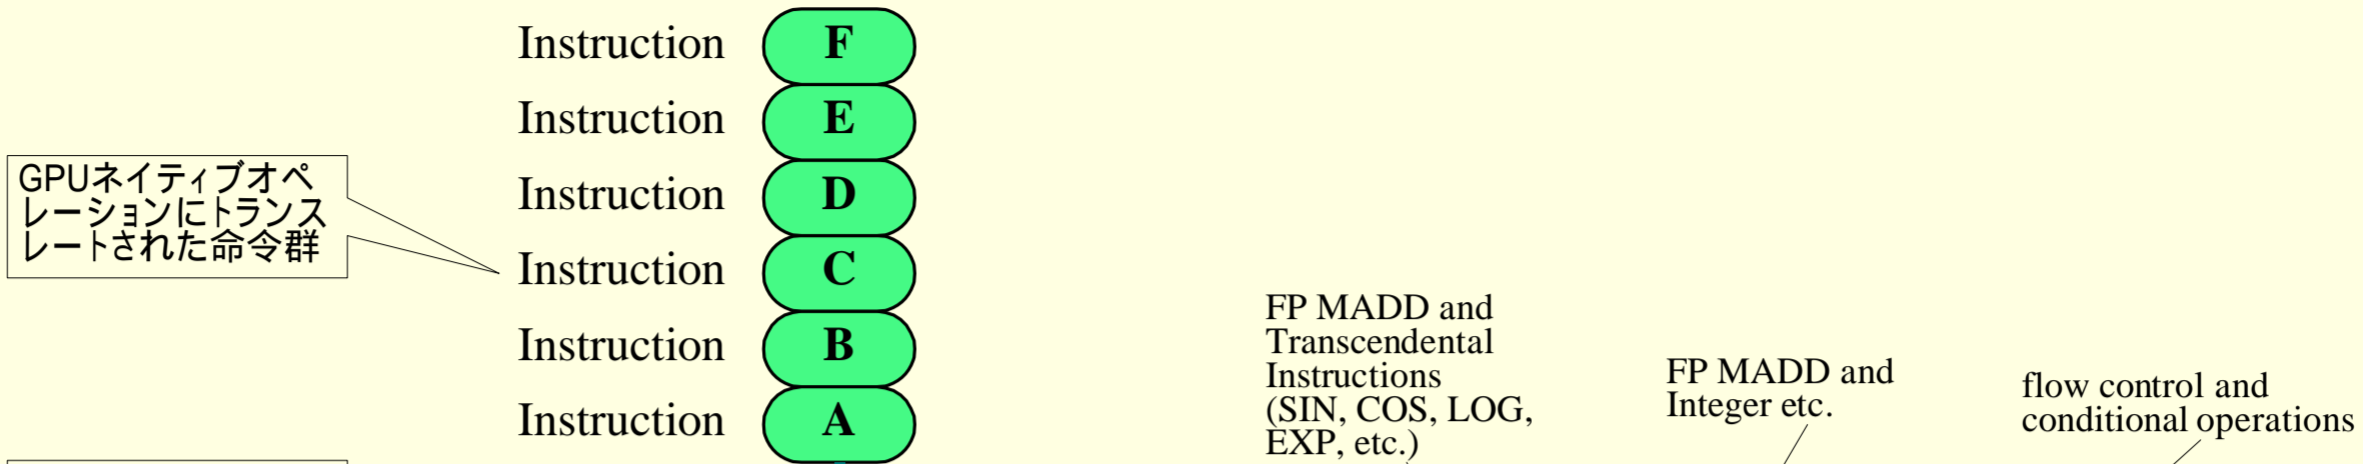 Instruction F
Instruction E
GPUネイティブオペ
レーションにトランス
レートされた命令群
Instruction D
Instruction C
Instruction B
Instruction A
FP MADD and
Transcendental
Instructions
(SIN, COS, LOG,
EXP, etc.)
FP MADD and
Integer etc.
flow control and
conditional operations